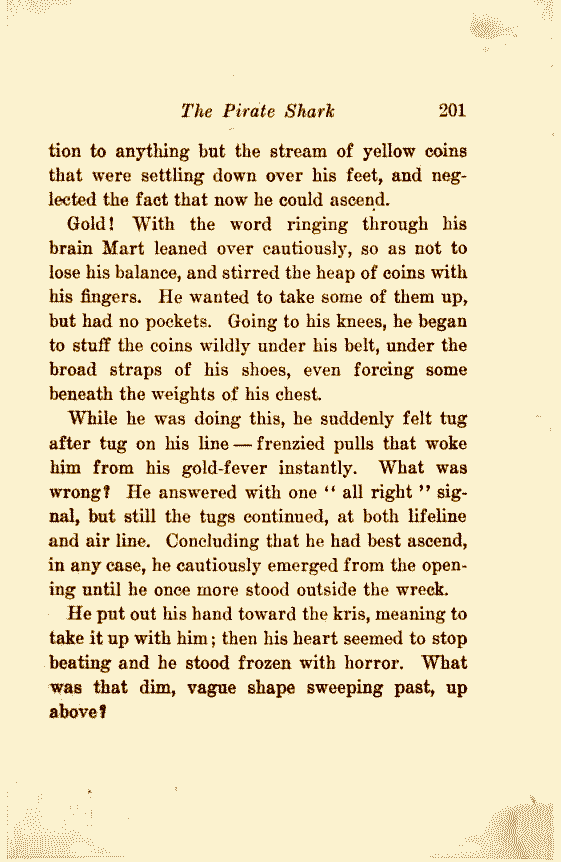 The Pirate Shark 201
tion to anything but the stream of yellow coins
that were settling down over his feet, and neg-
lected the fact that now he could ascend.
Gold! With the word ringing through his
brain Mart leaned over cautiously, so as not to
lose his balance, and stirred the heap of coins with
his fingers. He wanted to take some of them up,
but had no pockets. Going to his knees, he began
to stuff the coins wildly under his belt, under the
broad straps of his shoes, even forcing some
beneath the weights of his chest.
While he was doing this, he suddenly felt tug
after tug on his line — frenzied pulls that woke
him from his gold-fever instantly. What was
wrong? He answered with one " all right " sig-
nal, but still the tugs continued, at both lifeline
and air line. Concluding that he had best ascend,
in any case, he cautiously emerged from the open-
ing until he once more stood outside the wreck.
He put out his hand toward the kris, meaning to
take it up with him; then his heart seemed to stop
beating and he stood frozen with horror. What
was that dim, vague shape sweeping past, up
above?